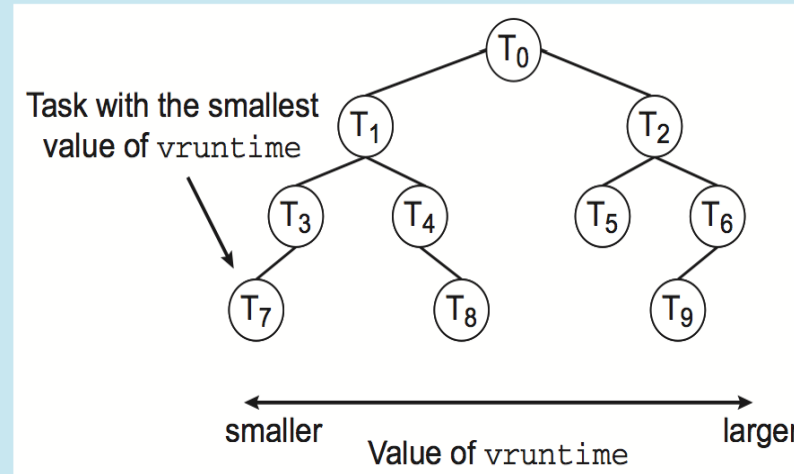 T0
Task with the smallest
value of vruntime
T1
T2
T3
T4
T5
T6
T7
T8
T9
smaller
larger
Value of vruntime